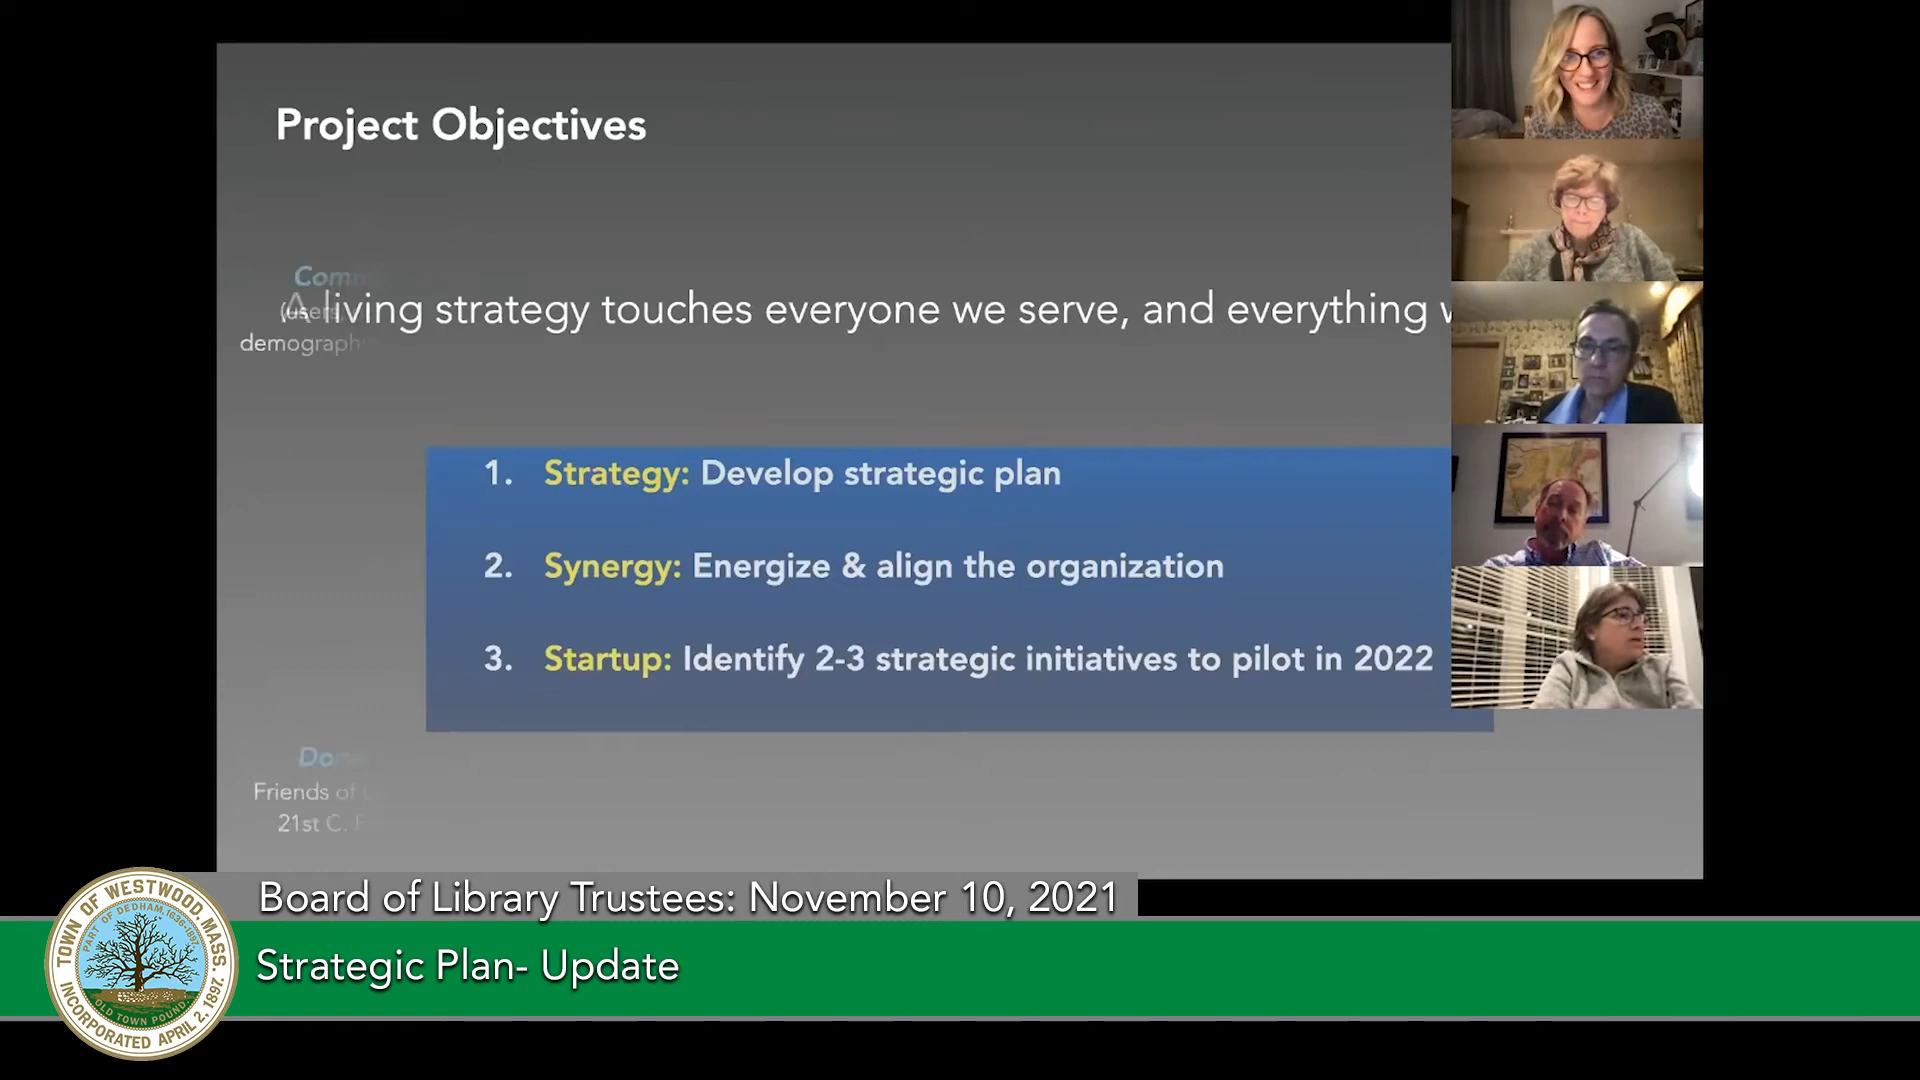 Project Objectives
A living strategy touches everyone we serve, and everything
(users,
demograph
1. Strategy: Develop strategic plan
2. Synergy: Energize & align the organization
3. Startup: Identify 2-3 strategic initiatives to pilot in 2022
Friends of
21st C.
Board of Library Trustees: November 10, 2021
Strategic Plan- Update
TOWN OF WESTWOOD, MASS.
PART OF DEDHAM, 1636-1897.
OLD TOWN POUND.
INCORPORATED APRIL 2, 1897.